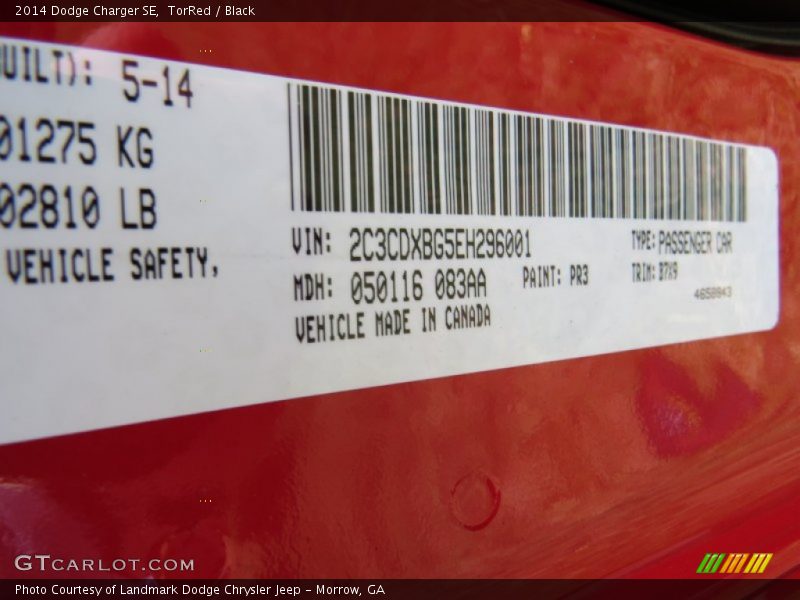 2014 Dodge Charger SE, TorRed / Black
UILT): 5-14
01275 KG
02810 LB
VEHICLE SAFETY,
VIN: 2C3CDXBG5EH296001
TYPE: PASSENGER CAR
MDH: 050116 083AA
PAINT: PR3
TRIM: B7X9
VEHICLE MADE IN CANADA
4658943
GTCARLOT.COM
Photo Courtesy of Landmark Dodge Chrysler Jeep - Morrow, GA